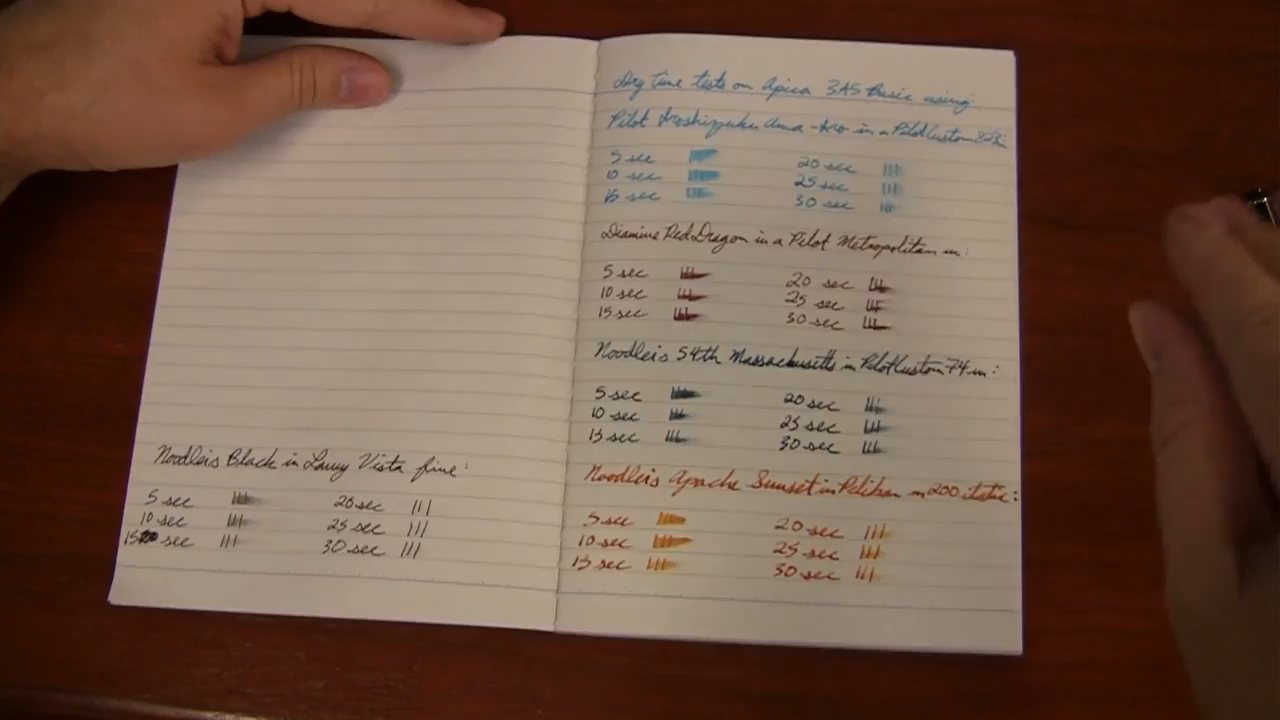 Noodler's Black in Lamy Vista fine:
5 sec 20 sec
10 sec 25 sec
15 sec 30 sec
Dry time tests on Apica 3A5 Basic using:
Pilot Iroshizuku Ama-Iro in a Pilot Custom 823:
5 sec 20 sec
10 sec 25 sec
15 sec 30 sec
Diamine Red Dragon in a Pilot Metropolitan m:
5 sec 20 sec
10 sec 25 sec
15 sec 30 sec
Noodler's 54th Massachusetts in Pilot Custom 74 m:
5 sec 20 sec
10 sec 25 sec
15 sec 30 sec
Noodler's Apache Sunset in Pelikan m200 italic:
5 sec 20 sec
10 sec 25 sec
15 sec 30 sec